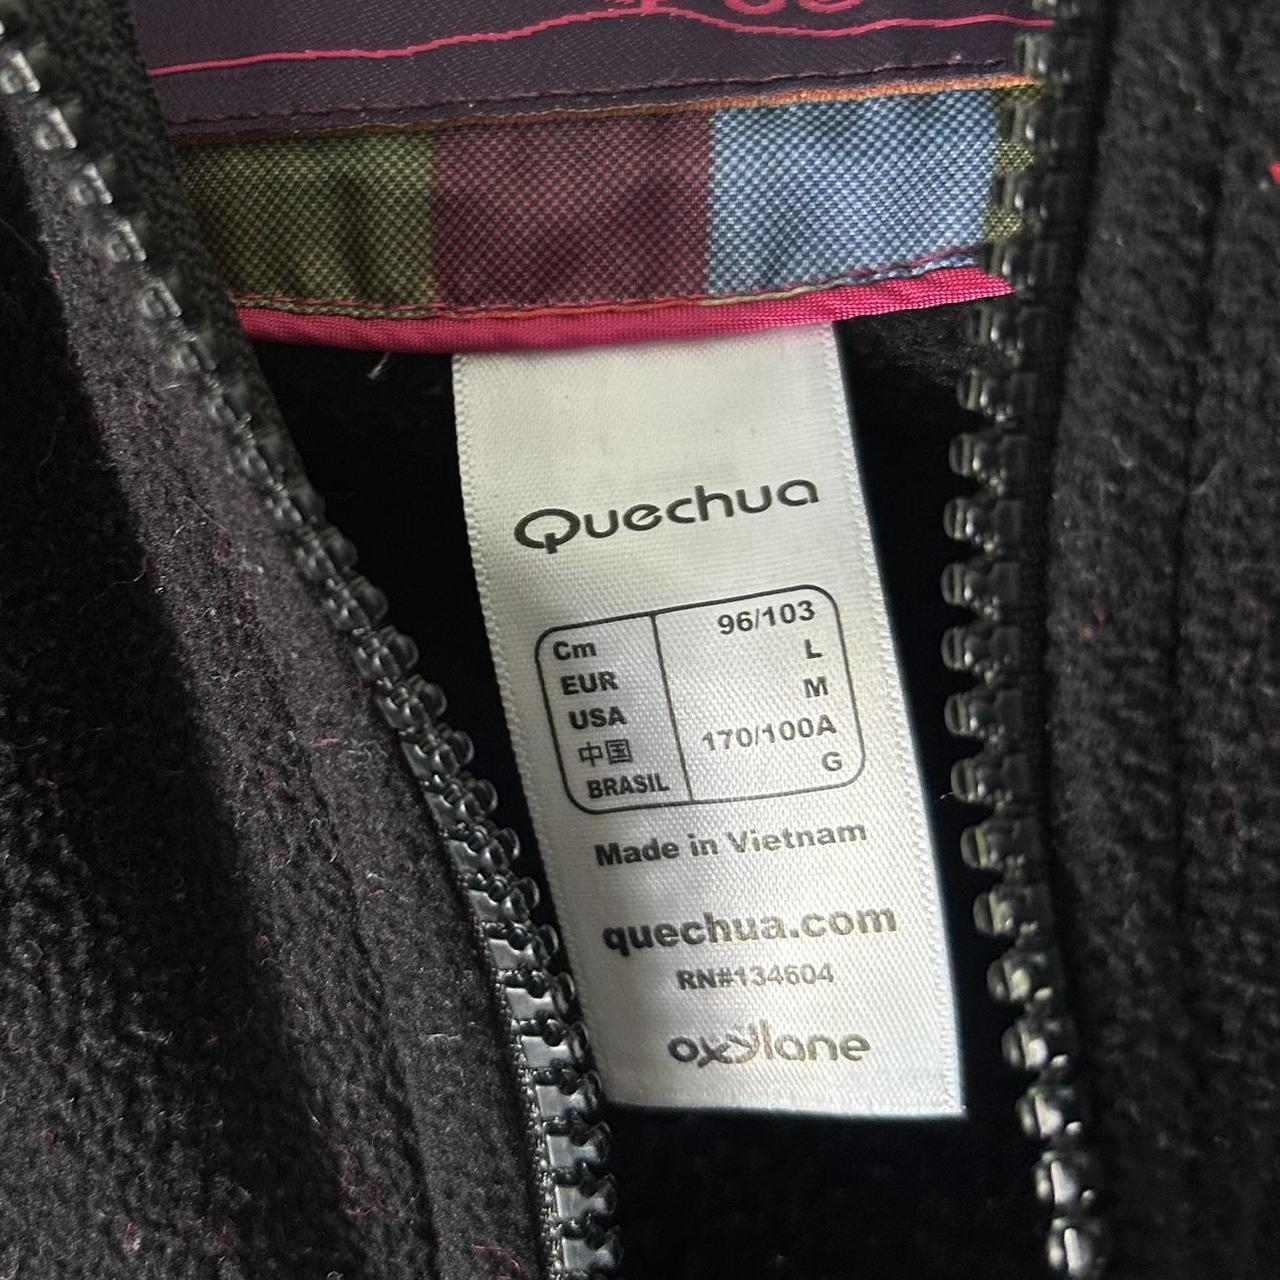 Quechua
Cm 96/103
EUR L
USA M
中国 170/100A
BRASIL G
Made in Vietnam
quechua.com
RN#134604
oxylane